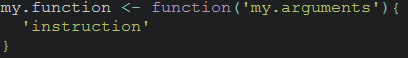 my.function <- function('my.arguments'){
  'instruction'
}